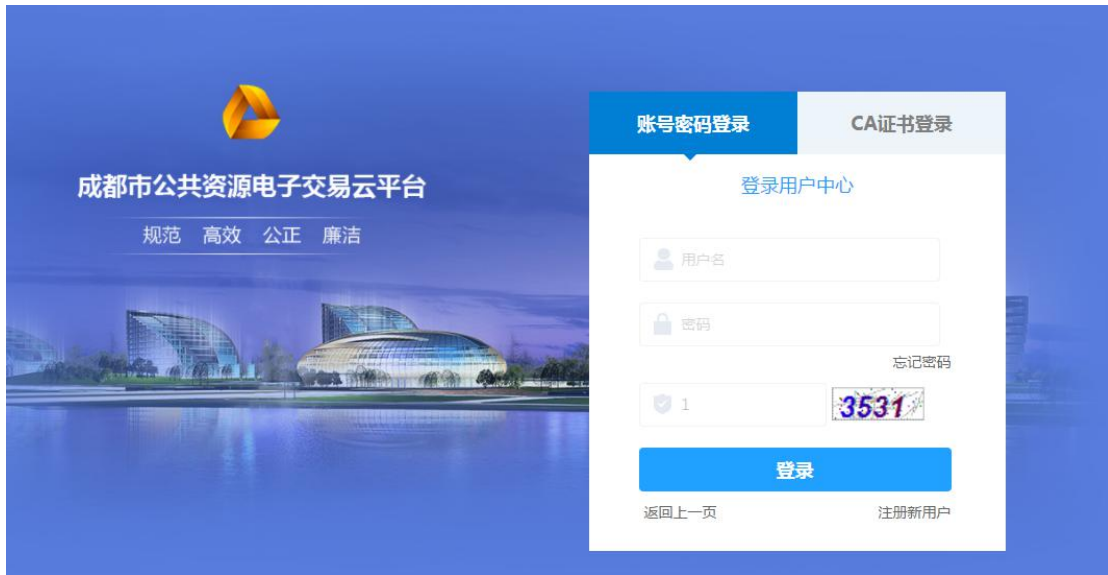 成都市公共资源电子交易云平台
规范 高效 公正 廉洁
账号密码登录 CA证书登录
登录用户中心
用户名
密码
忘记密码
1 3531
登录
返回上一页 注册新用户